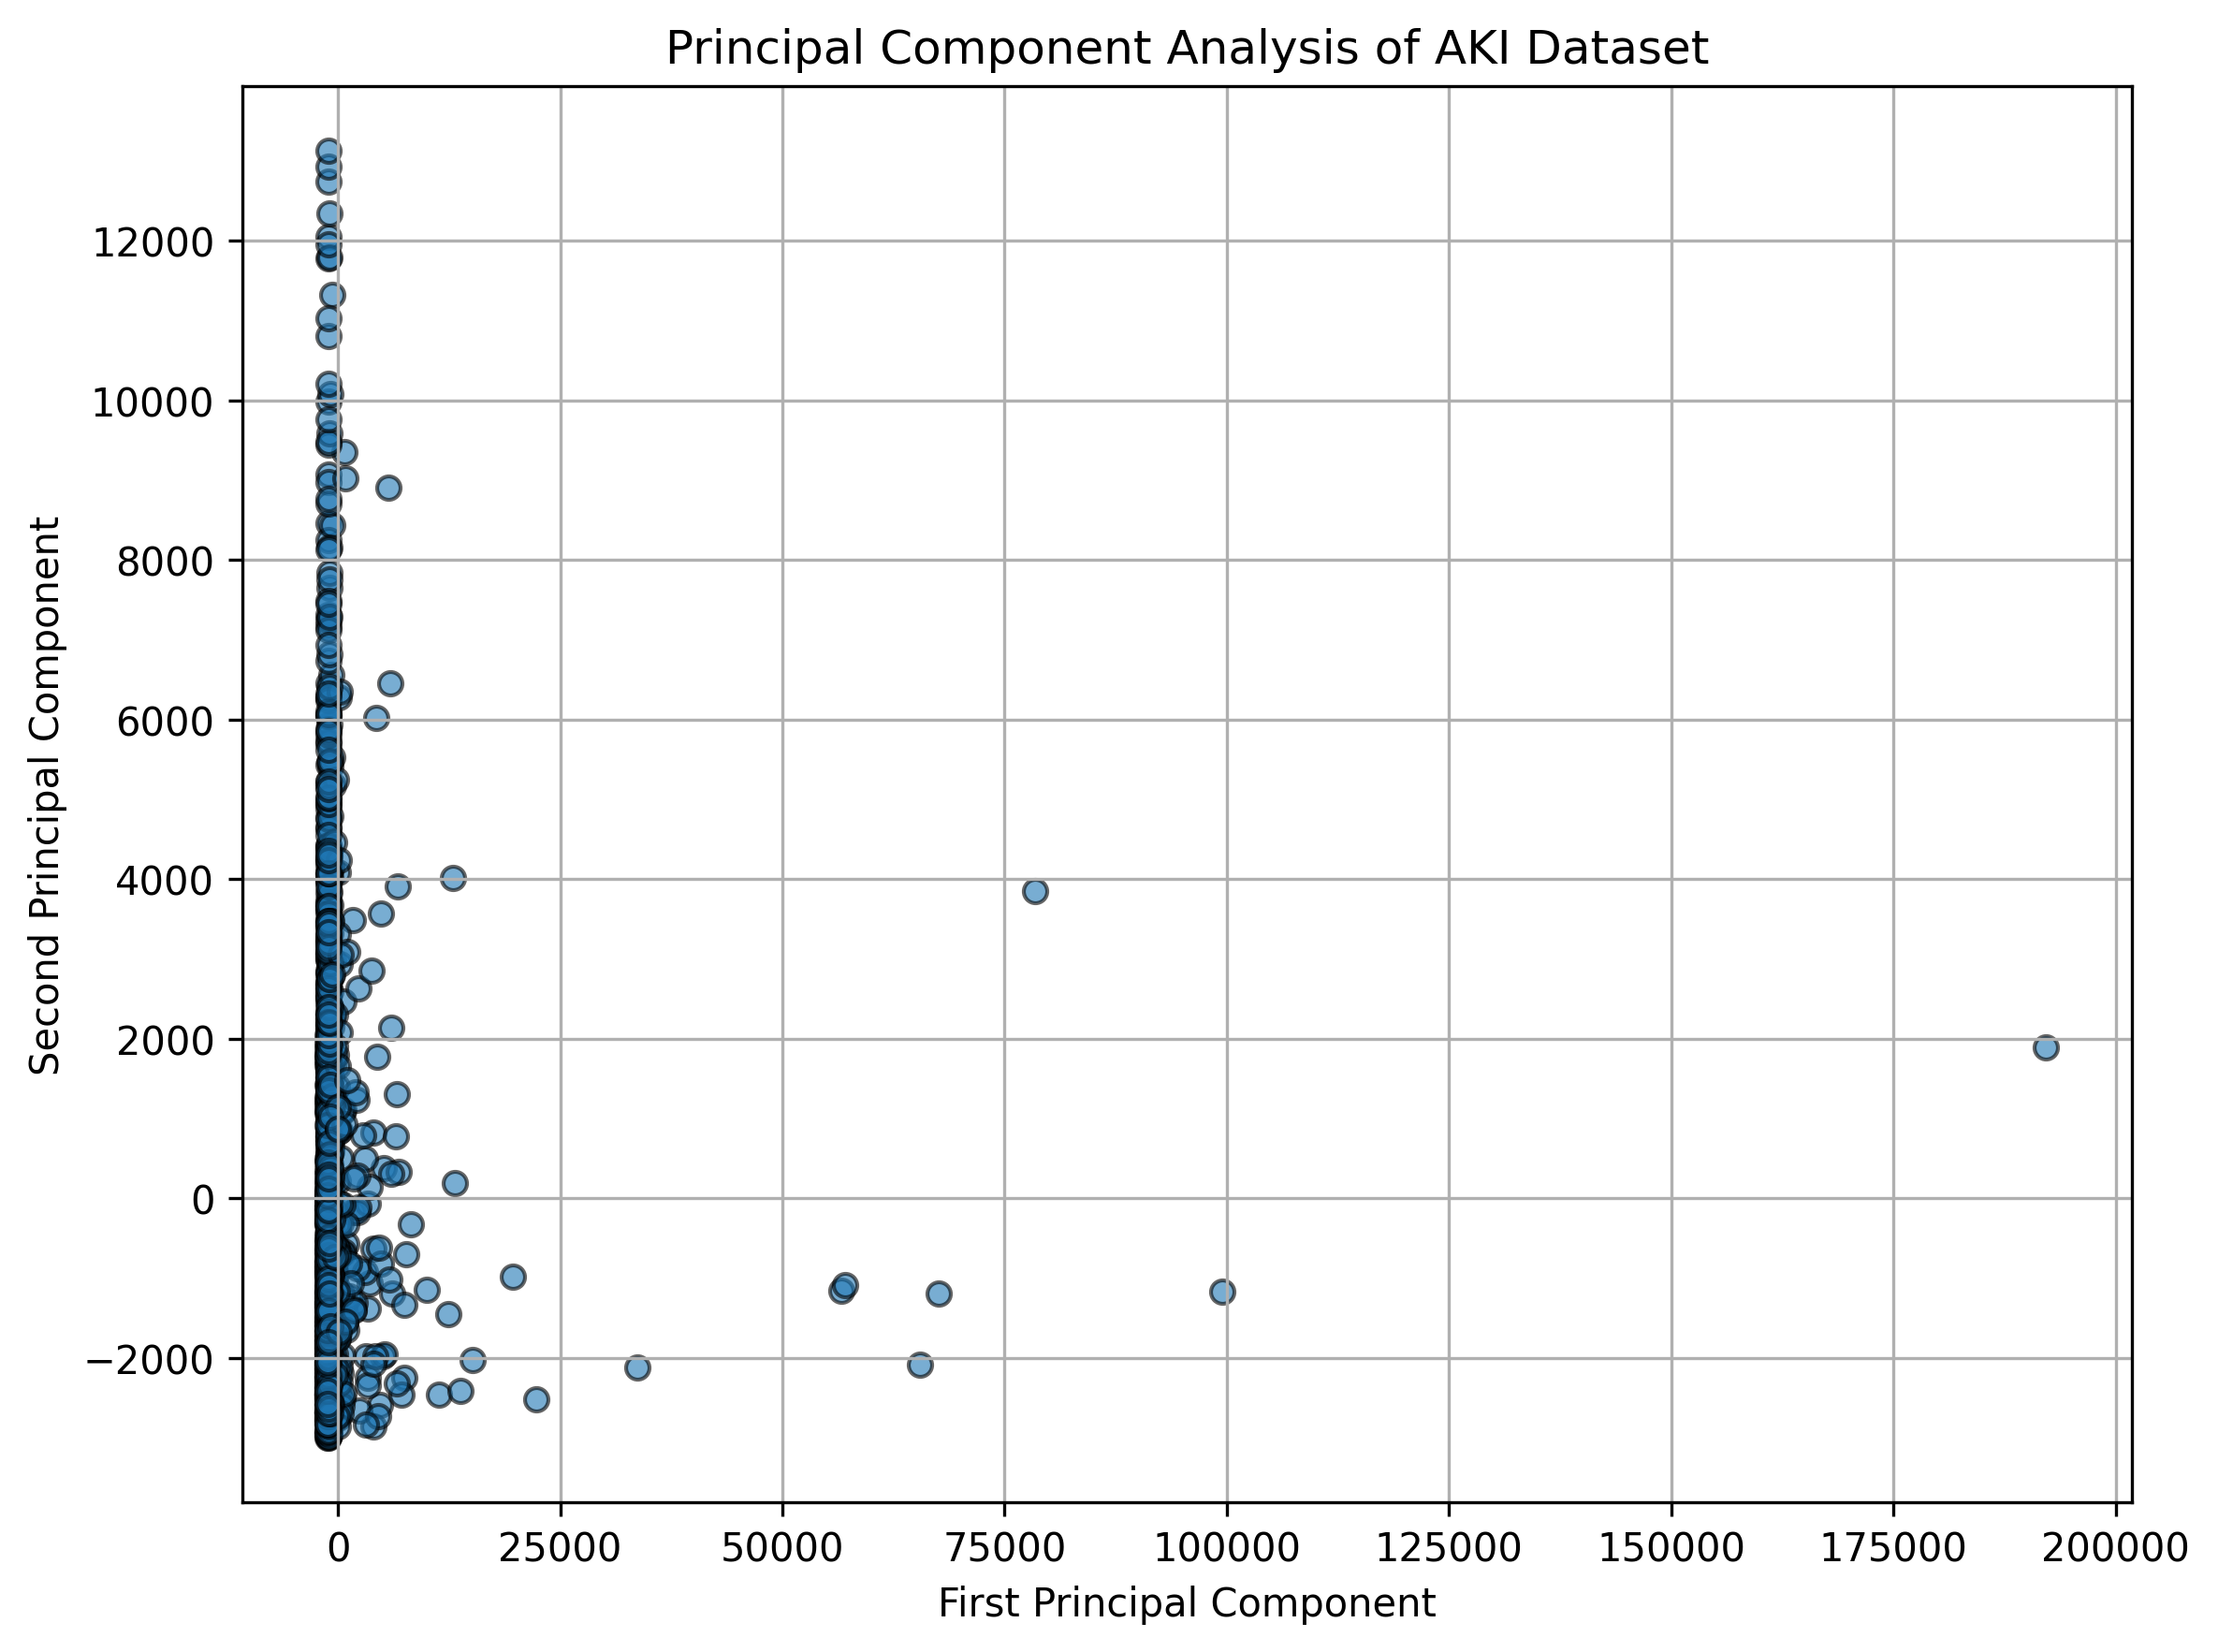 Principal Component Analysis of AKI Dataset
Second Principal Component
12000
10000
8000
6000
4000
2000
0
−2000
0 25000 50000 75000 100000 125000 150000 175000 200000
First Principal Component